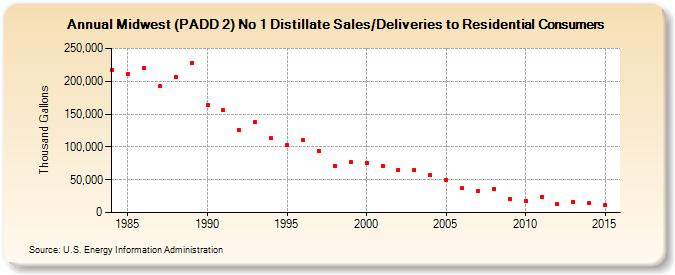 Annual Midwest (PADD 2) No 1 Distillate Sales/Deliveries to Residential Consumers
Thousand Gallons
250,000
200,000
150,000
100,000
50,000
0
1985 1990 1995 2000 2005 2010 2015
Source: U.S. Energy Information Administration